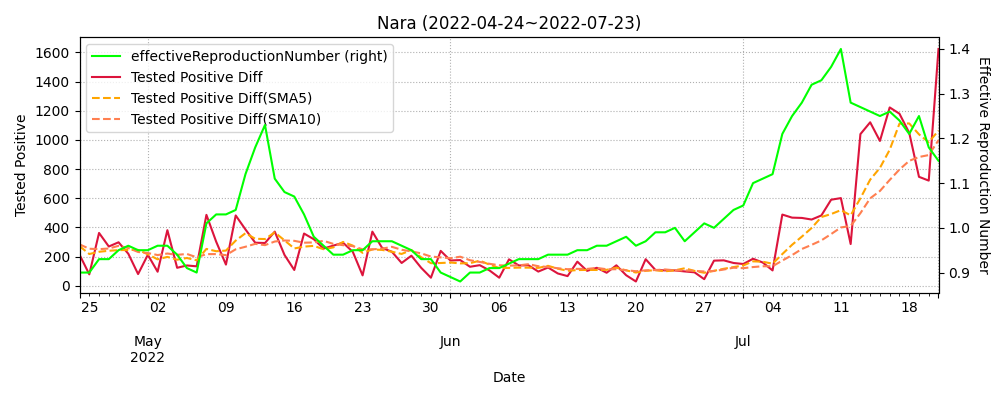 Nara (2022-04-24~2022-07-23)
effectiveReproductionNumber (right)
Tested Positive Diff
Tested Positive Diff(SMA5)
Tested Positive Diff(SMA10)
Tested Positive
1600
1400
1200
1000
800
600
400
200
0
Effective Reproduction Number
1.4
1.3
1.2
1.1
1.0
0.9
25 02 09 16 23 30 06 13 20 27 04 11 18
May Jun Jul
2022
Date